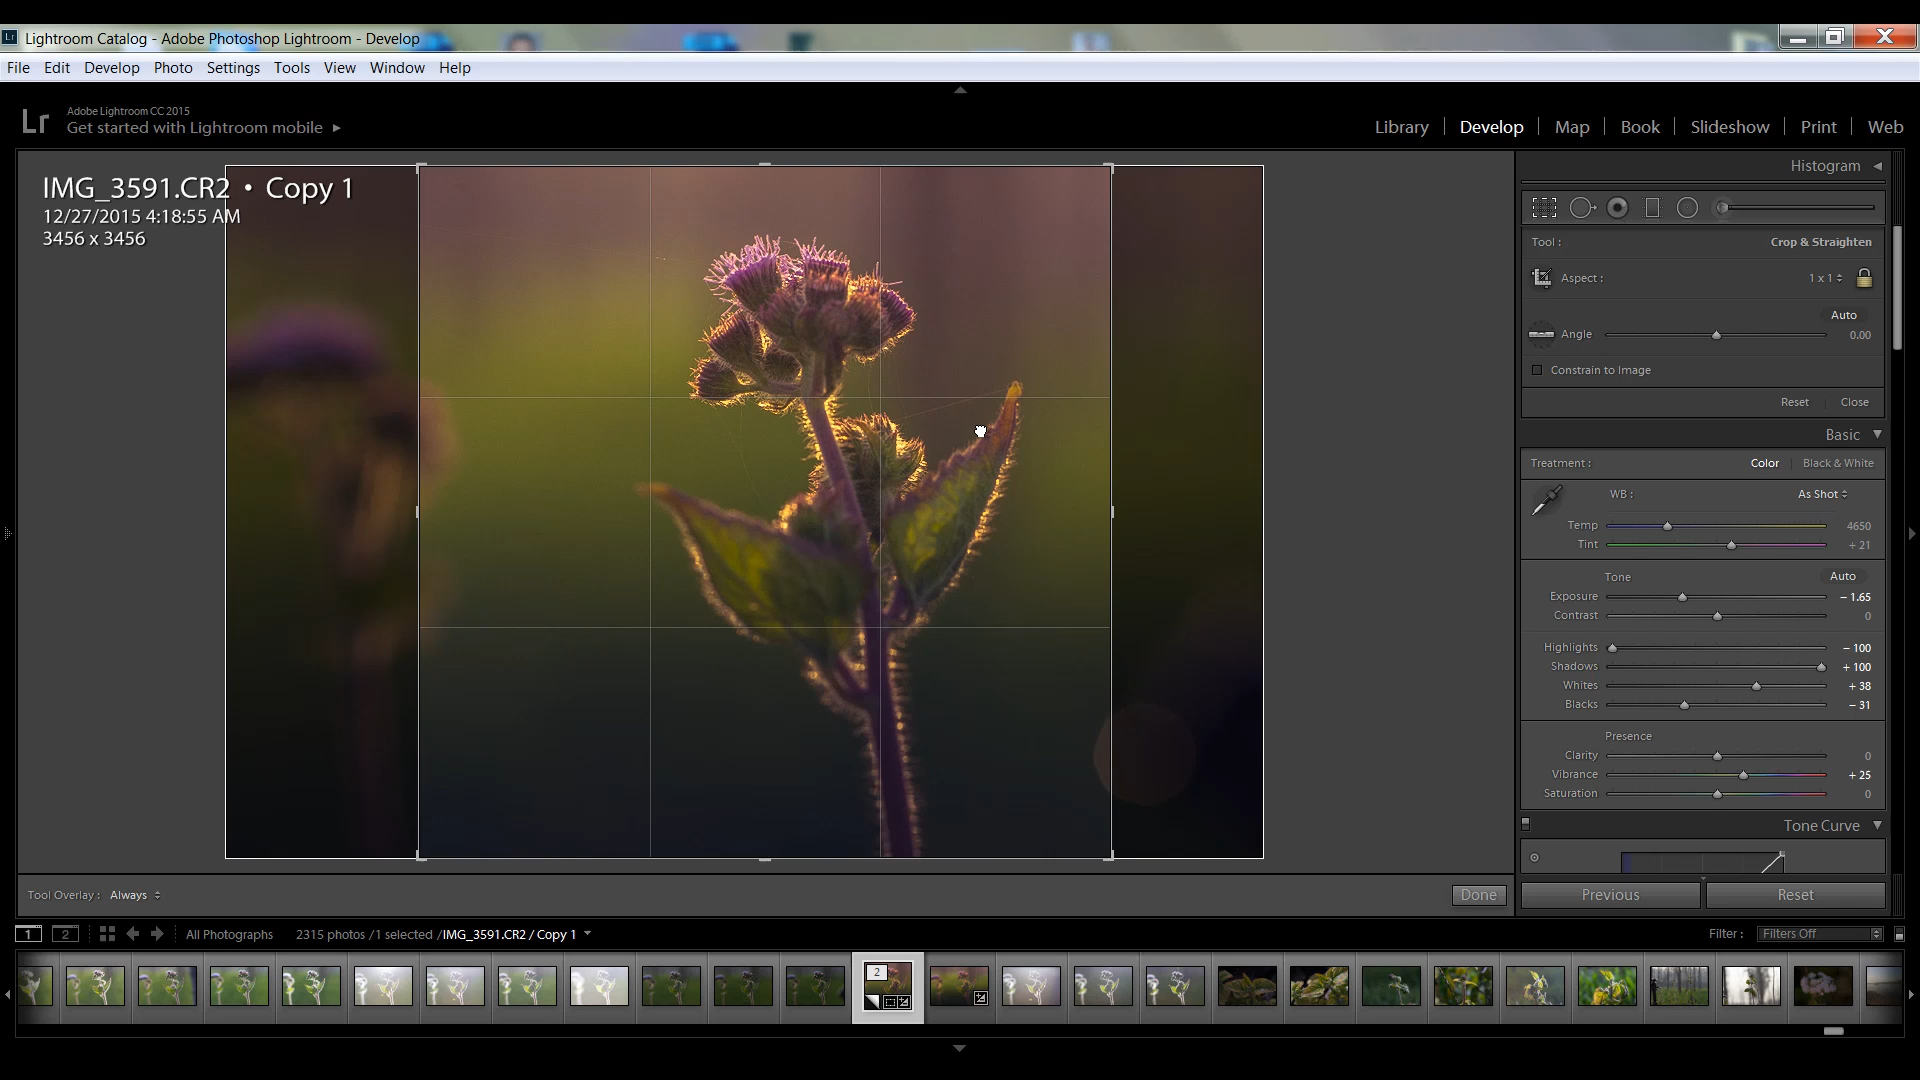 Lr Lightroom Catalog - Adobe Photoshop Lightroom - Develop
File Edit Develop Photo Settings Tools View Window Help
Adobe Lightroom CC 2015
Lr Get started with Lightroom mobile
Library Develop Map Book Slideshow Print Web
IMG_3591.CR2 • Copy 1
12/27/2015 4:18:55 AM
3456 x 3456
Histogram
Tool : Crop & Straighten
Aspect : 1 x 1
Auto
Angle 0.00
Constrain to Image
Reset Close
Basic
Treatment : Color Black & White
WB : As Shot
Temp 4650
Tint + 21
Tone Auto
Exposure – 1.65
Contrast 0
Highlights – 100
Shadows + 100
Whites + 38
Blacks – 31
Presence
Clarity 0
Vibrance + 25
Saturation 0
Tone Curve
Tool Overlay : Always Done
Previous Reset
1 2 All Photographs 2315 photos /1 selected /IMG_3591.CR2 / Copy 1 Filter : Filters Off
2